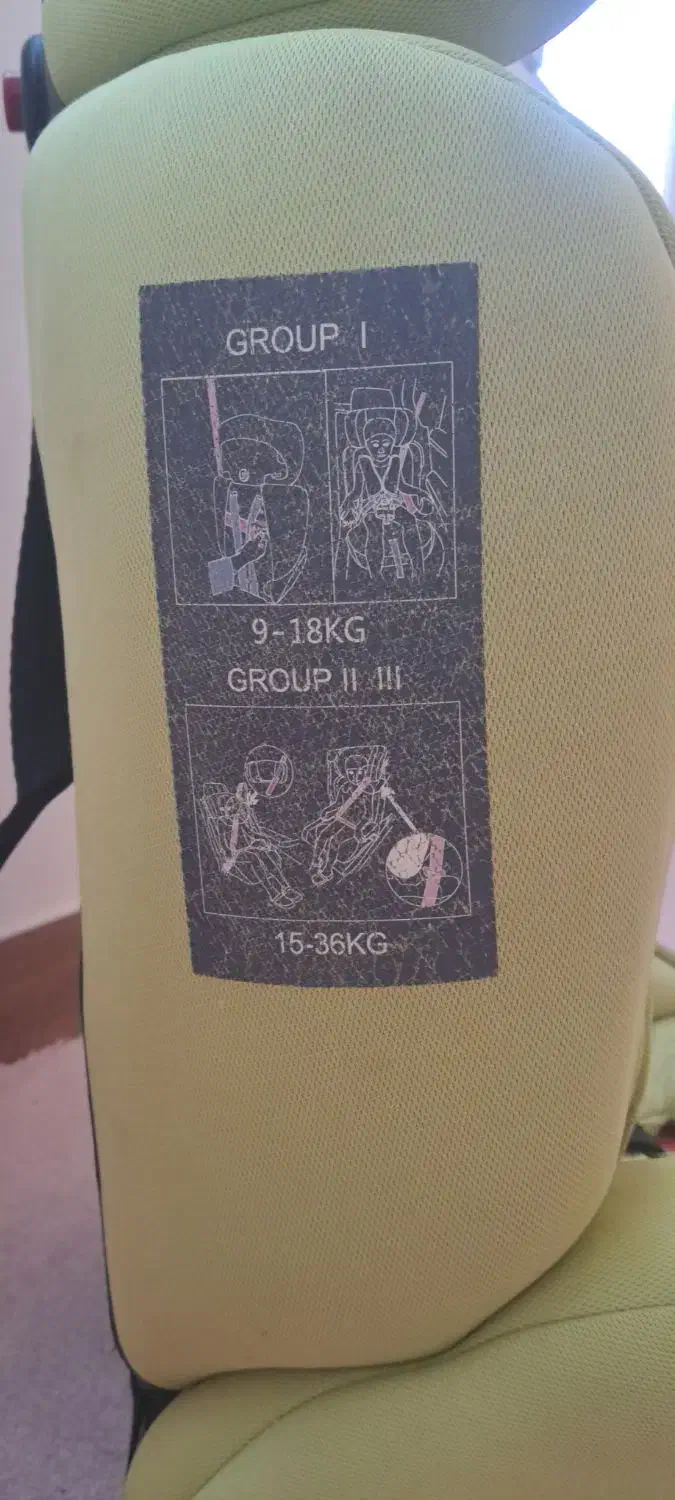 GROUP I
9-18KG
GROUP II III
15-36KG